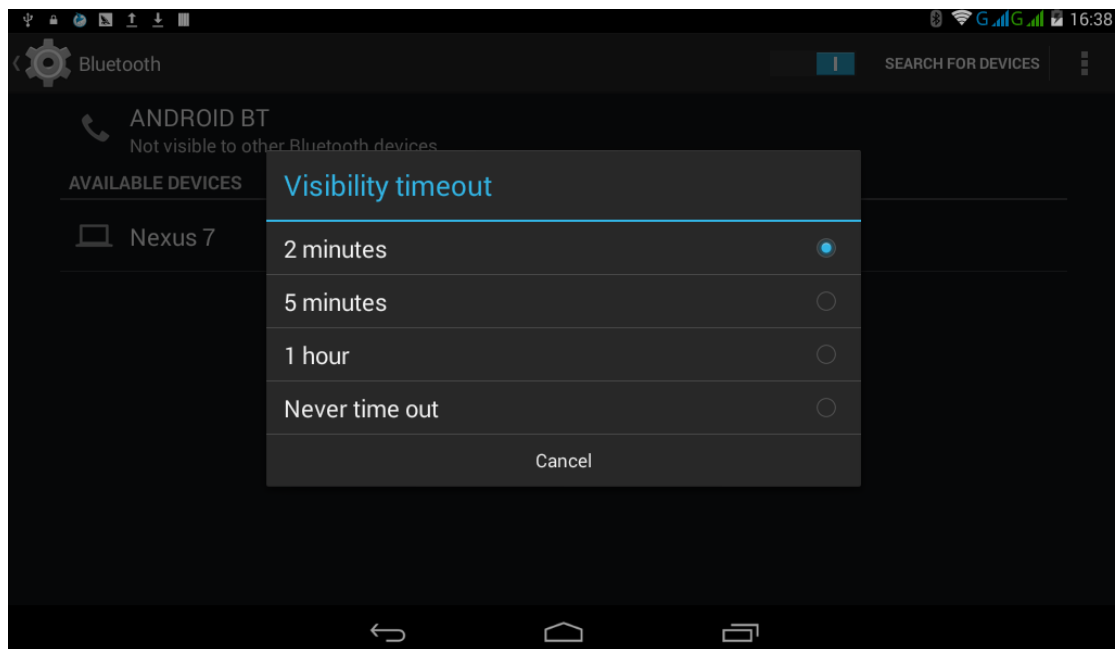 G G 16:38
Bluetooth
SEARCH FOR DEVICES
ANDROID BT
Not visible to other Bluetooth devices
AVAILABLE DEVICES
Nexus 7
Visibility timeout
2 minutes
5 minutes
1 hour
Never time out
Cancel